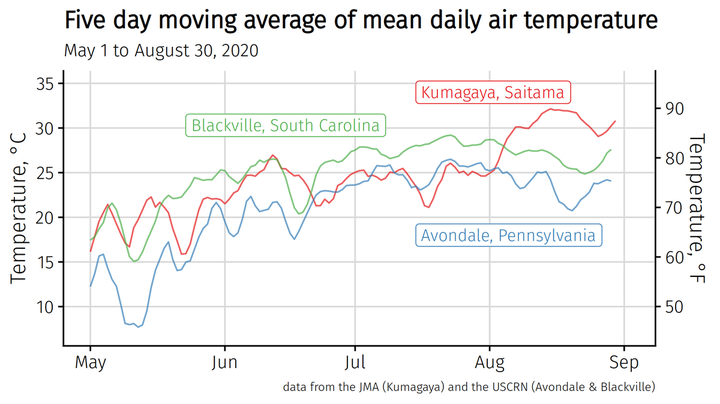 Five day moving average of mean daily air temperature
May 1 to August 30, 2020
Temperature, °C
35
30
25
20
15
10
Kumagaya, Saitama
Blackville, South Carolina
Avondale, Pennsylvania
90
80
70
60
50
Temperature, °F
May Jun Jul Aug Sep
data from the JMA (Kumagaya) and the USCRN (Avondale & Blackville)